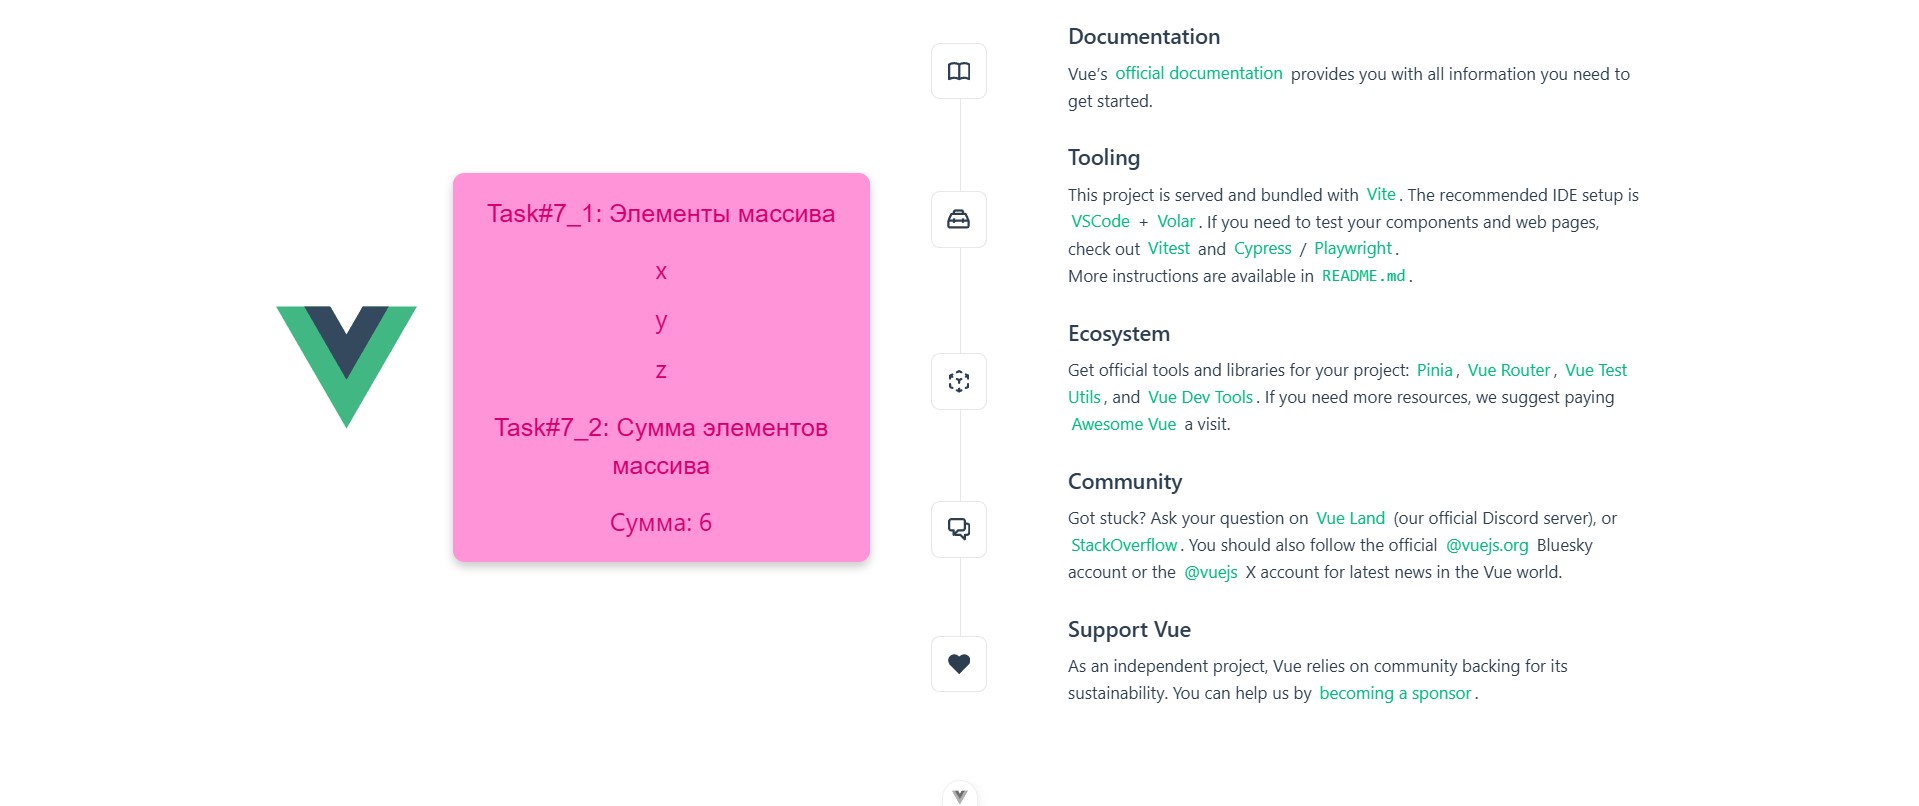 Task#7_1: Элементы массива
x
y
z
Task#7_2: Сумма элементов
массива
Сумма: 6
Documentation
Vue’s official documentation provides you with all information you need to
get started.
Tooling
This project is served and bundled with Vite. The recommended IDE setup is
VSCode + Volar. If you need to test your components and web pages,
check out Vitest and Cypress / Playwright.
More instructions are available in README.md.
Ecosystem
Get official tools and libraries for your project: Pinia, Vue Router, Vue Test
Utils, and Vue Dev Tools. If you need more resources, we suggest paying
Awesome Vue a visit.
Community
Got stuck? Ask your question on Vue Land (our official Discord server), or
StackOverflow. You should also follow the official @vuejs.org Bluesky
account or the @vuejs X account for latest news in the Vue world.
Support Vue
As an independent project, Vue relies on community backing for its
sustainability. You can help us by becoming a sponsor.